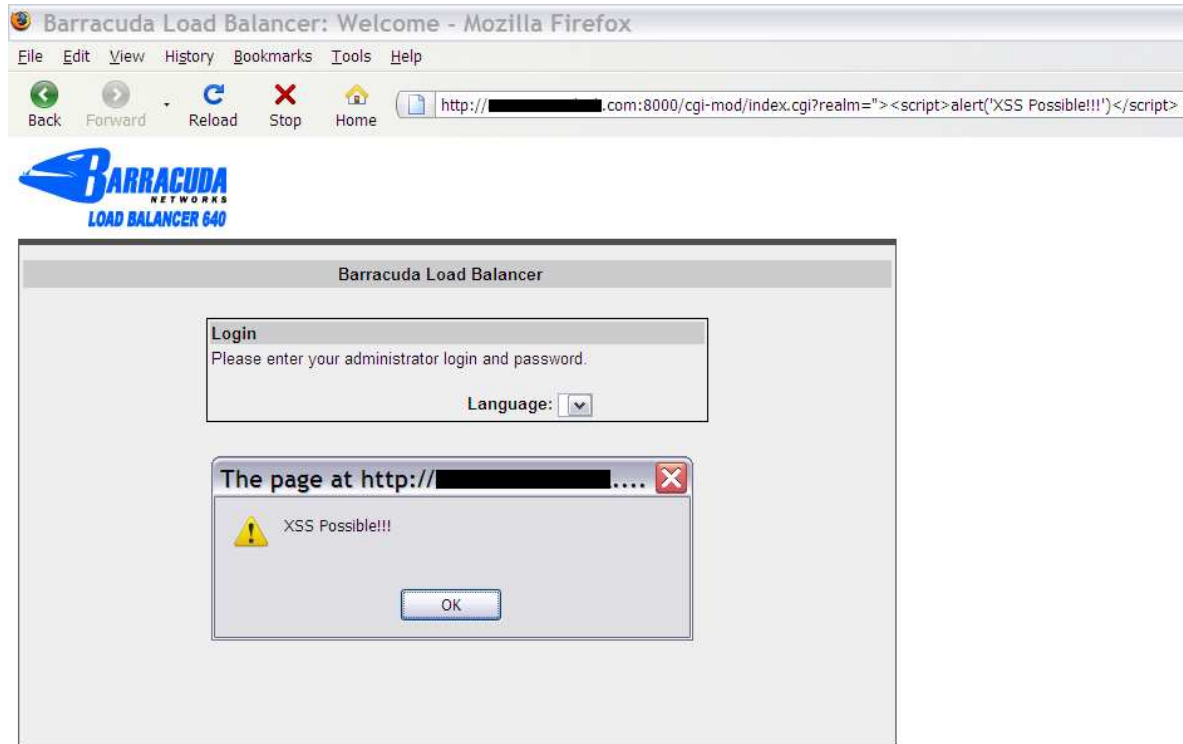 Barracuda Load Balancer: Welcome - Mozilla Firefox
File Edit View History Bookmarks Tools Help
Back Forward Reload Stop Home
http:// .com:8000/cgi-mod/index.cgi?realm="><script>alert('XSS Possible!!!')</script>
BARRACUDA
NETWORKS
LOAD BALANCER 640
Barracuda Load Balancer
Login
Please enter your administrator login and password.
Language:
The page at http:// ....
XSS Possible!!!
OK